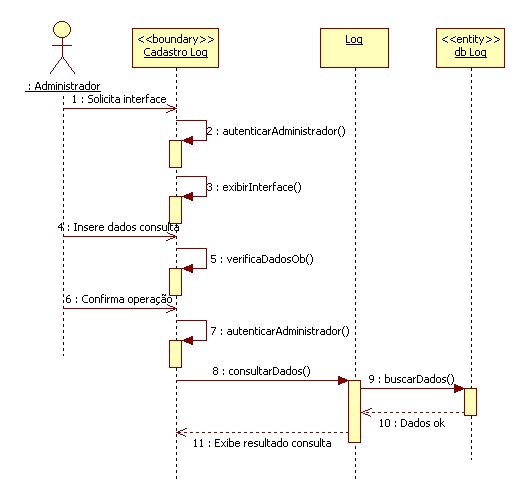 <<boundary>>
Cadastro Log
Log
<<entity>>
db Log
: Administrador
1 : Solicita interface
2 : autenticarAdministrador()
3 : exibirInterface()
4 : Insere dados consulta
5 : verificaDadosOb()
6 : Confirma operação
7 : autenticarAdministrador()
8 : consultarDados()
9 : buscarDados()
10 : Dados ok
11 : Exibe resultado consulta